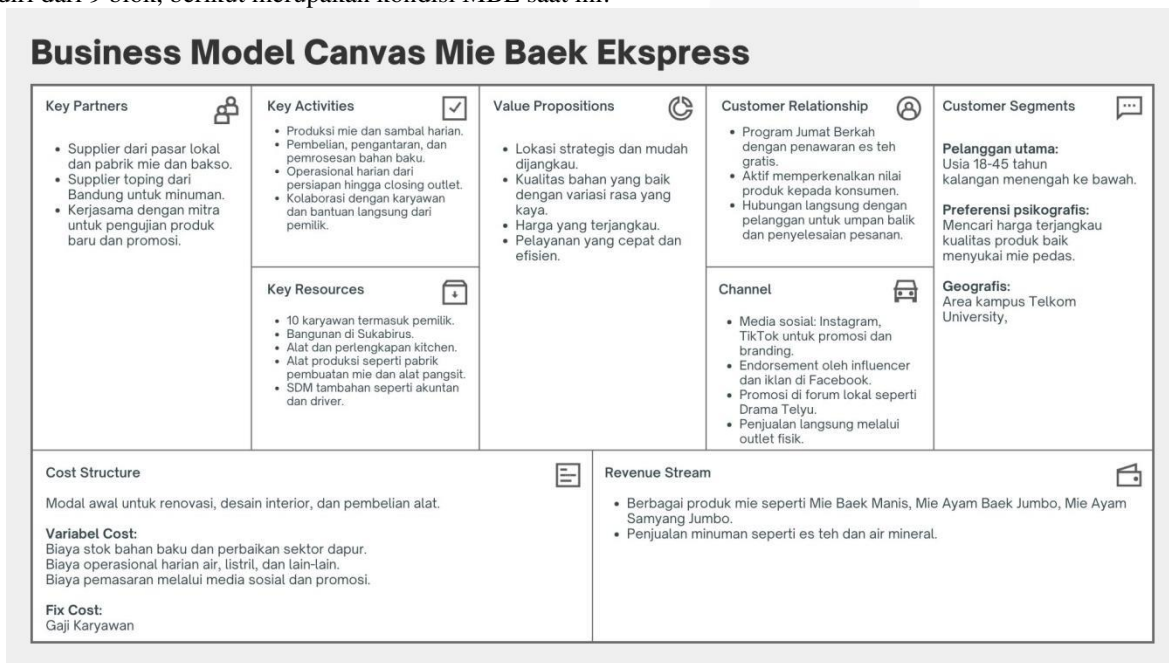 diri dari 9 blok, berikut merupakan kondisi MBE saat ini:
Business Model Canvas Mie Baek Ekspress
Key Partners
• Supplier dari pasar lokal
dan pabrik mie dan bakso.
• Supplier toping dari
Bandung untuk minuman.
• Kerjasama dengan mitra
untuk pengujian produk
baru dan promosi.
Key Activities
• Produksi mie dan sambal harian.
• Pembelian, pengantaran, dan
pemrosesan bahan baku.
• Operasional harian dari
persiapan hingga closing outlet.
• Kolaborasi dengan karyawan
dan bantuan langsung dari
pemilik.
Key Resources
• 10 karyawan termasuk pemilik.
• Bangunan di Sukabirus.
• Alat dan perlengkapan kitchen.
• Alat produksi seperti pabrik
pembuatan mie dan alat pangsit.
• SDM tambahan seperti akuntan
dan driver.
Value Propositions
• Lokasi strategis dan mudah
dijangkau.
• Kualitas bahan yang baik
dengan variasi rasa yang
kaya.
• Harga yang terjangkau.
• Pelayanan yang cepat dan
efisien.
Customer Relationship
• Program Jumat Berkah
dengan penawaran es teh
gratis.
• Aktif memperkenalkan nilai
produk kepada konsumen.
• Hubungan langsung dengan
pelanggan untuk umpan balik
dan penyelesaian pesanan.
Channel
• Media sosial: Instagram,
TikTok untuk promosi dan
branding.
• Endorsement oleh influencer
dan iklan di Facebook.
• Promosi di forum lokal seperti
Drama Telyu.
• Penjualan langsung melalui
outlet fisik.
Customer Segments
Pelanggan utama:
Usia 18-45 tahun
kalangan menengah ke bawah.
Preferensi psikografis:
Mencari harga terjangkau
kualitas produk baik
menyukai mie pedas.
Geografis:
Area kampus Telkom
University,
Cost Structure
Modal awal untuk renovasi, desain interior, dan pembelian alat.
Variabel Cost:
Biaya stok bahan baku dan perbaikan sektor dapur.
Biaya operasional harian air, listril, dan lain-lain.
Biaya pemasaran melalui media sosial dan promosi.
Fix Cost:
Gaji Karyawan
Revenue Stream
• Berbagai produk mie seperti Mie Baek Manis, Mie Ayam Baek Jumbo, Mie Ayam
Samyang Jumbo.
• Penjualan minuman seperti es teh dan air mineral.